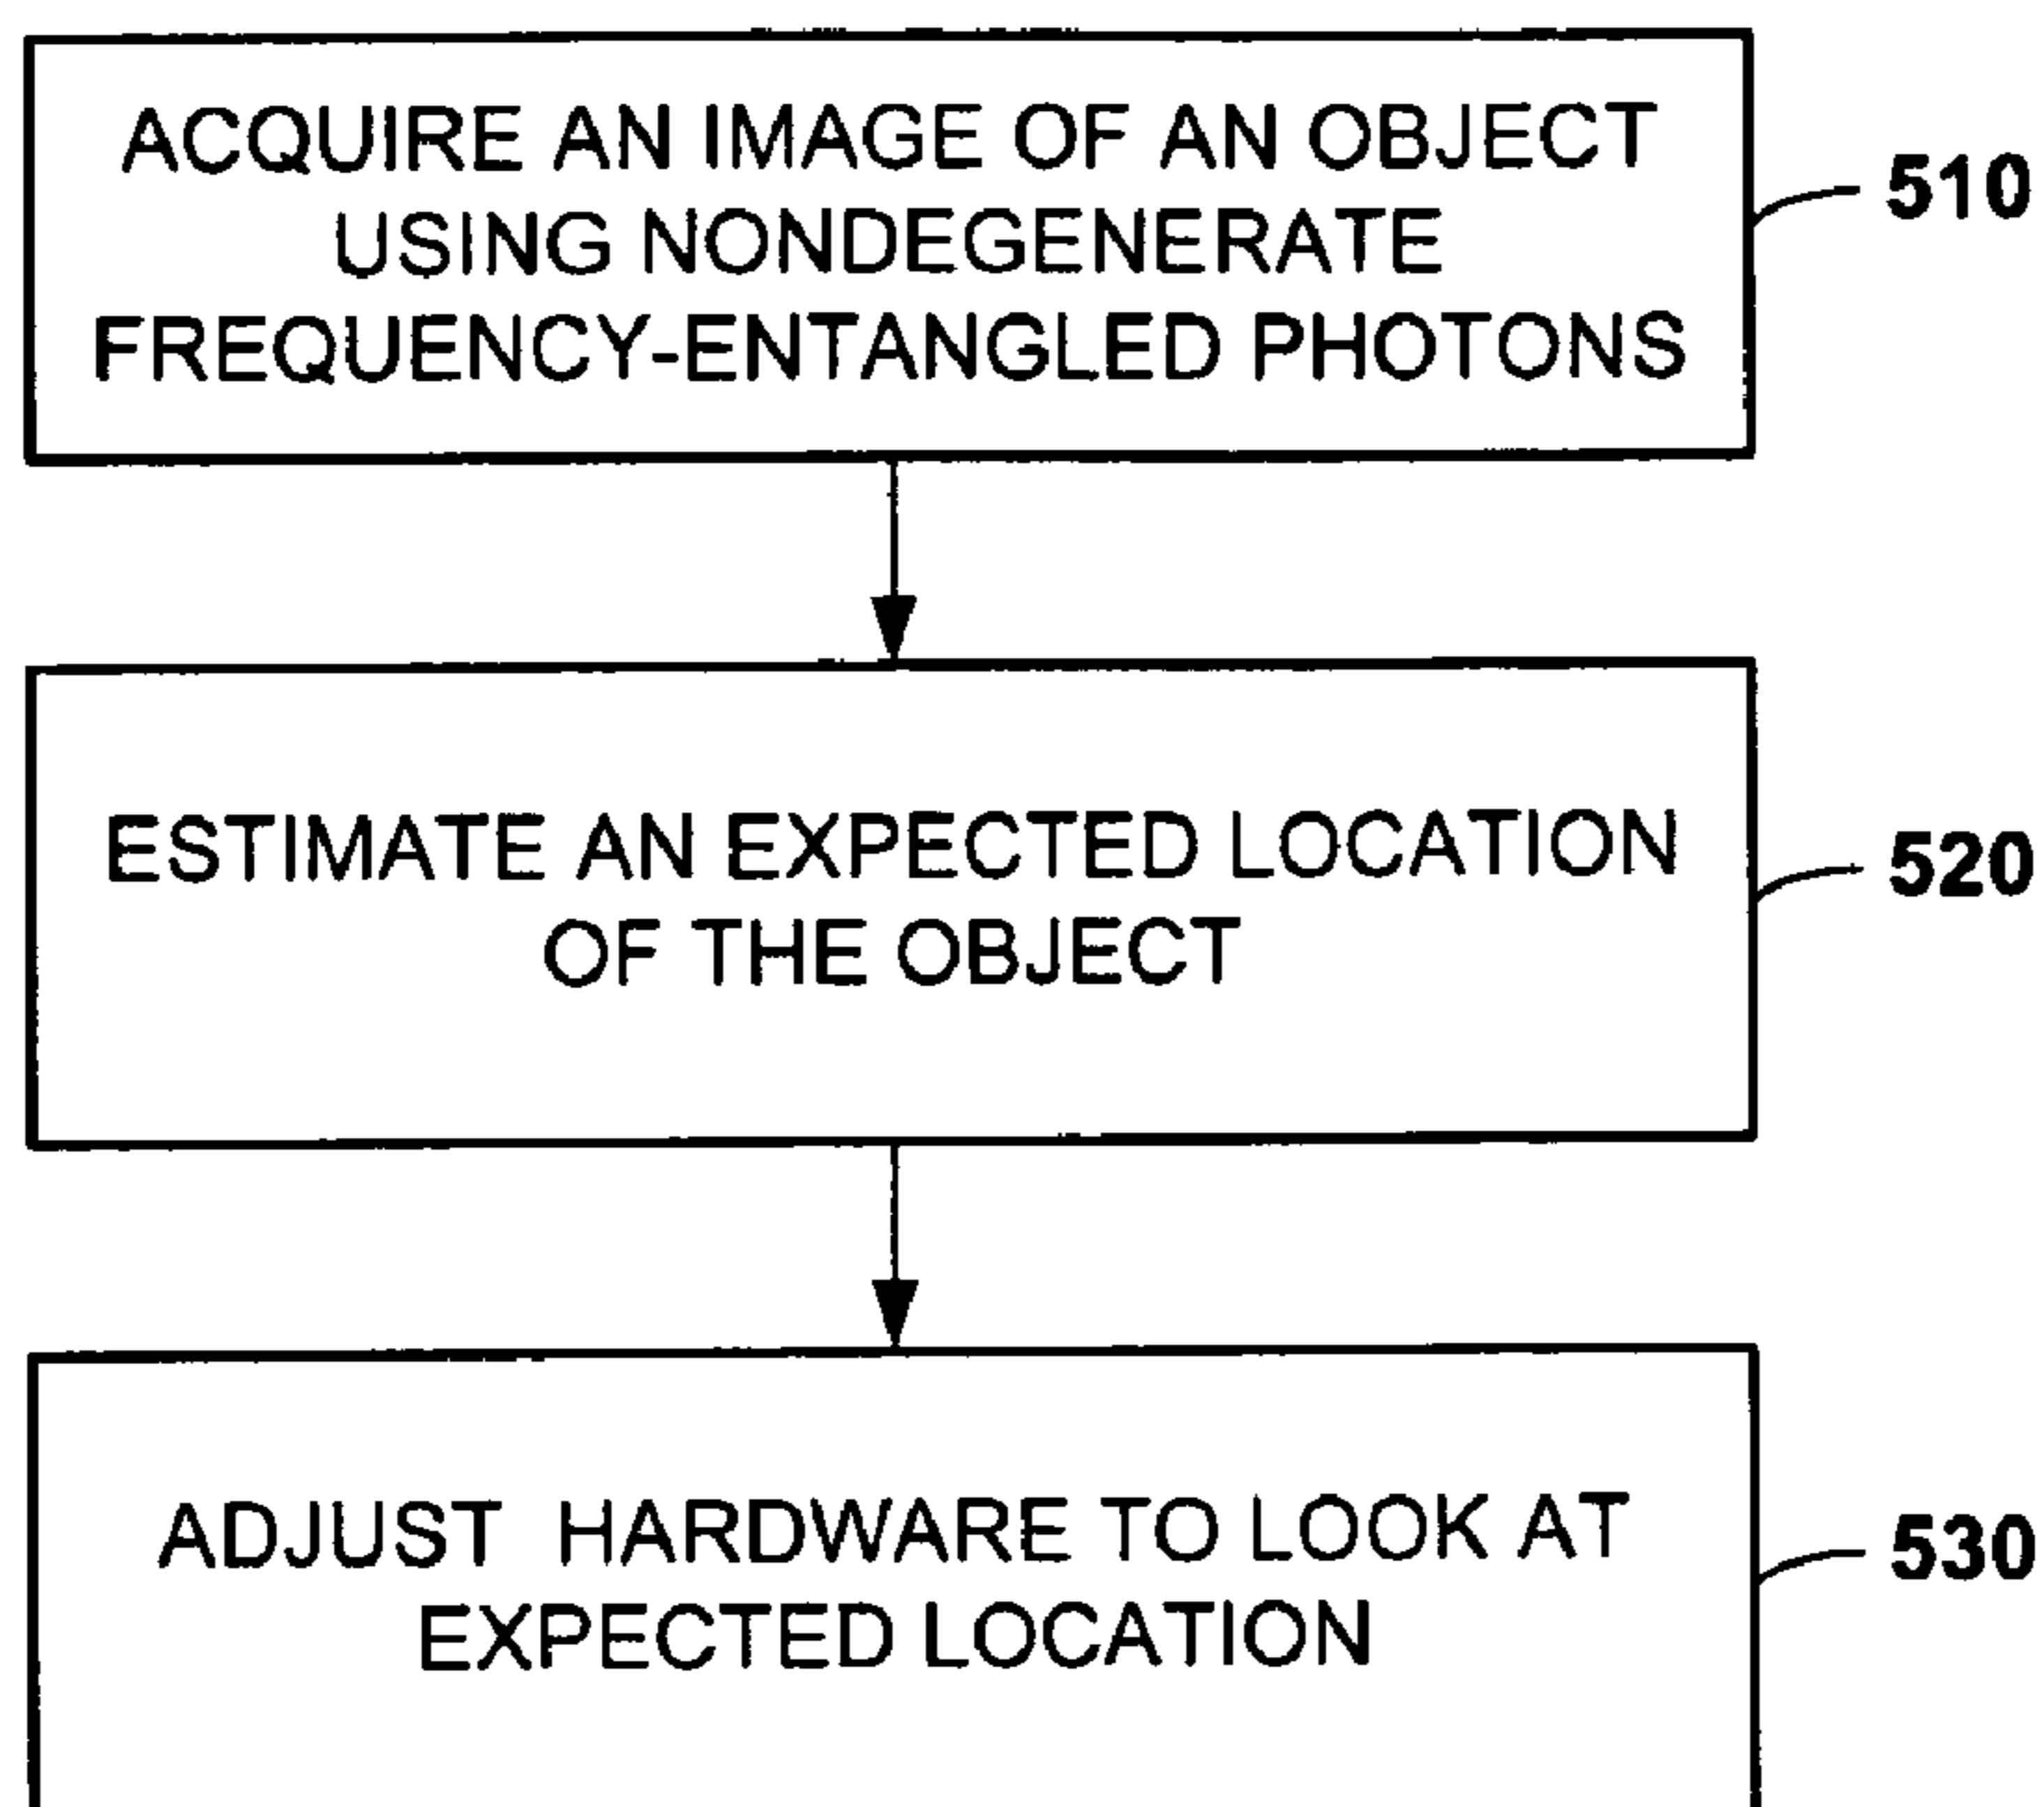 ACQUIRE AN IMAGE OF AN OBJECT
USING NONDEGENERATE
FREQUENCY-ENTANGLED PHOTONS
510
ESTIMATE AN EXPECTED LOCATION
OF THE OBJECT
520
ADJUST HARDWARE TO LOOK AT
EXPECTED LOCATION
530